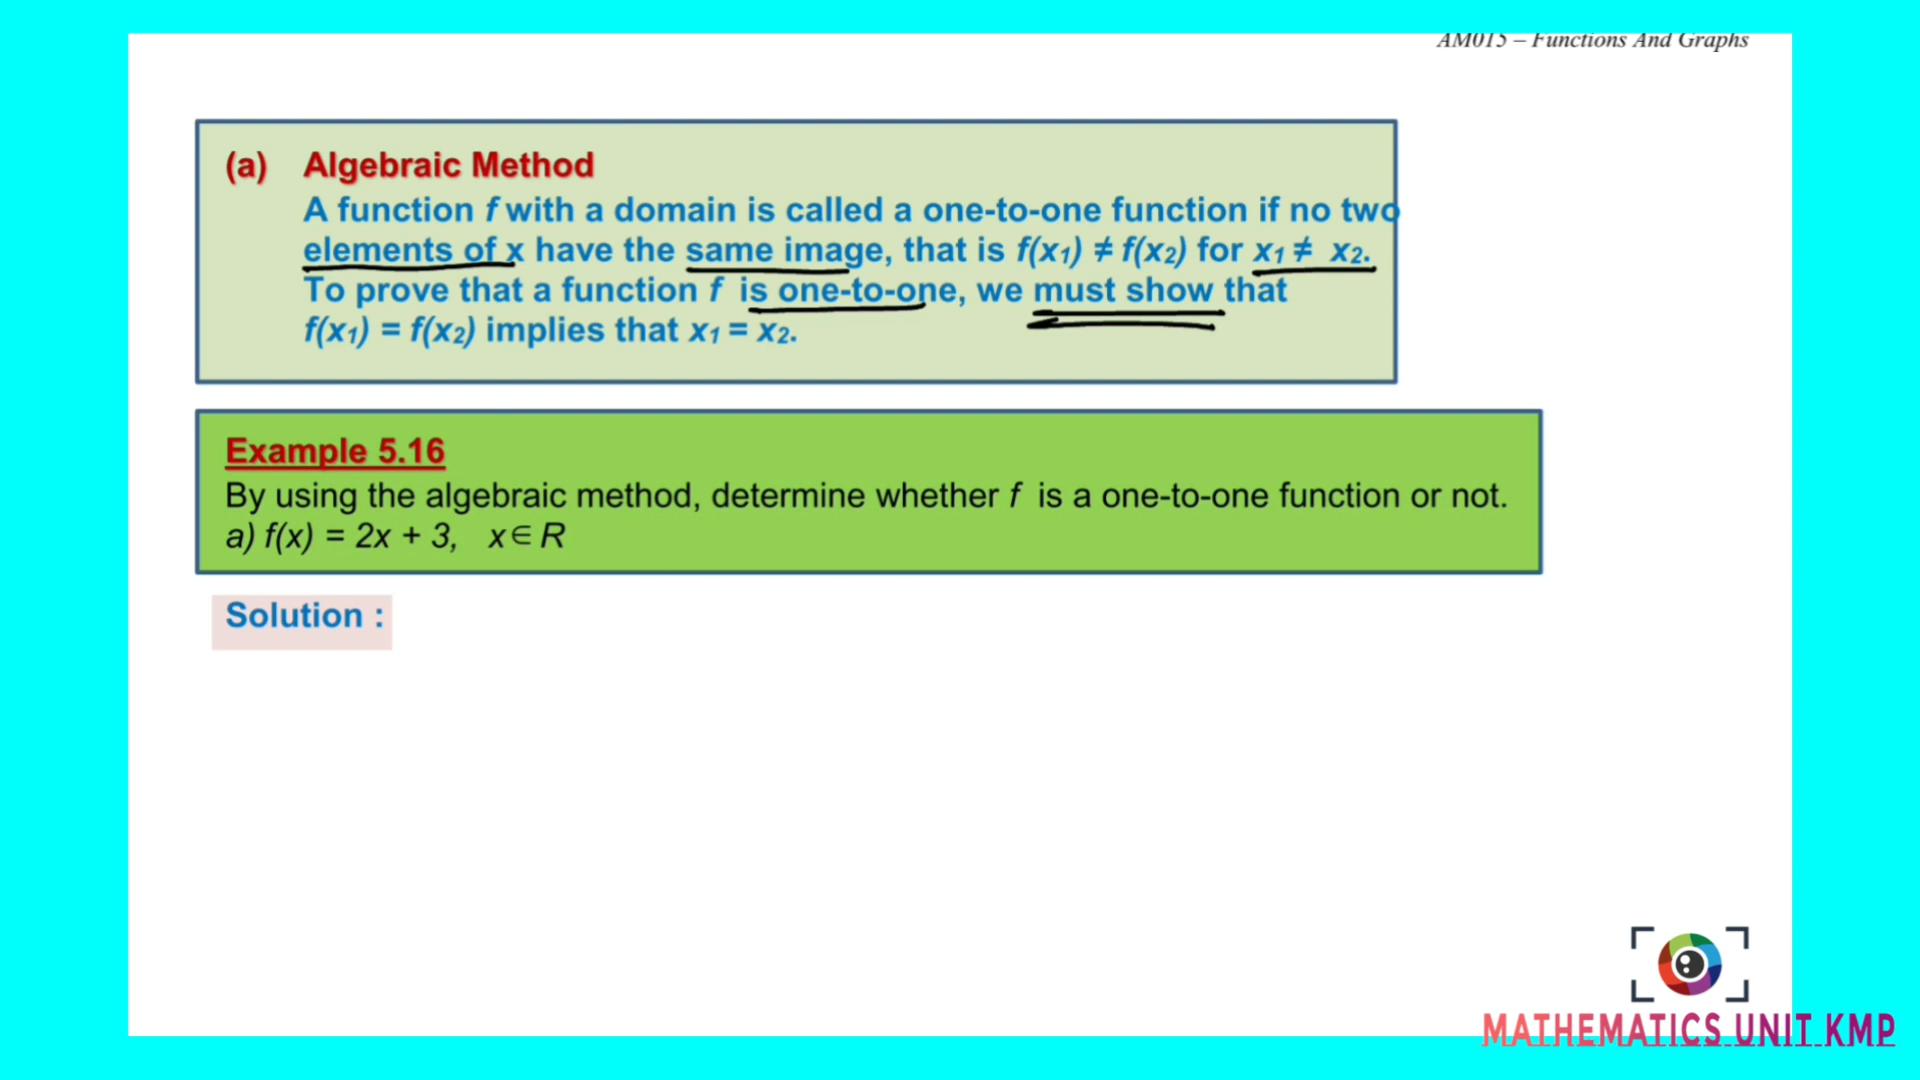 AM015 – Functions And Graphs
(a) Algebraic Method
A function f with a domain is called a one-to-one function if no two
elements of x have the same image, that is f(x₁) ≠ f(x₂) for x₁ ≠ x₂.
To prove that a function f is one-to-one, we must show that
f(x₁) = f(x₂) implies that x₁ = x₂.
Example 5.16
By using the algebraic method, determine whether f is a one-to-one function or not.
a) f(x) = 2x + 3, x∈R
Solution :
MATHEMATICS UNIT KMP